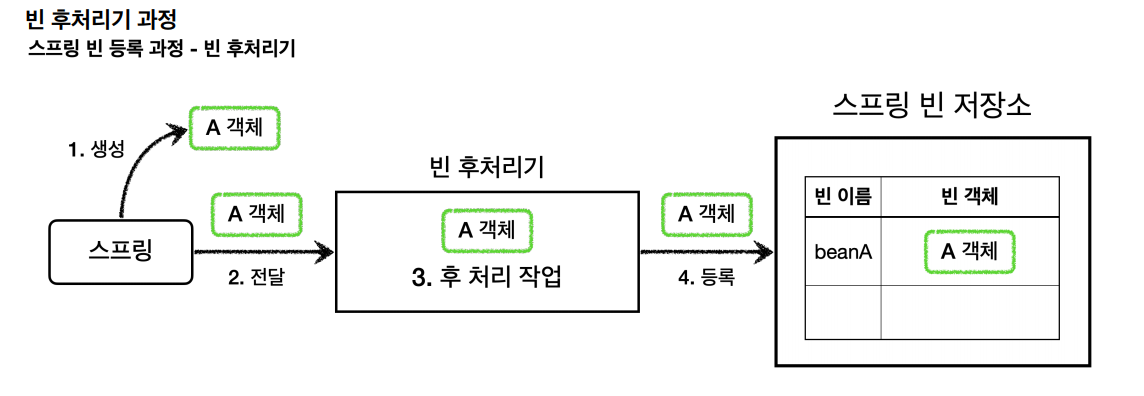 빈 후처리기 과정
스프링 빈 등록 과정 - 빈 후처리기
스프링 빈 저장소
A 객체
1. 생성
빈 후처리기
빈 이름 빈 객체
A 객체
A 객체
A 객체
스프링
3. 후 처리 작업
beanA A 객체
2. 전달
4. 등록